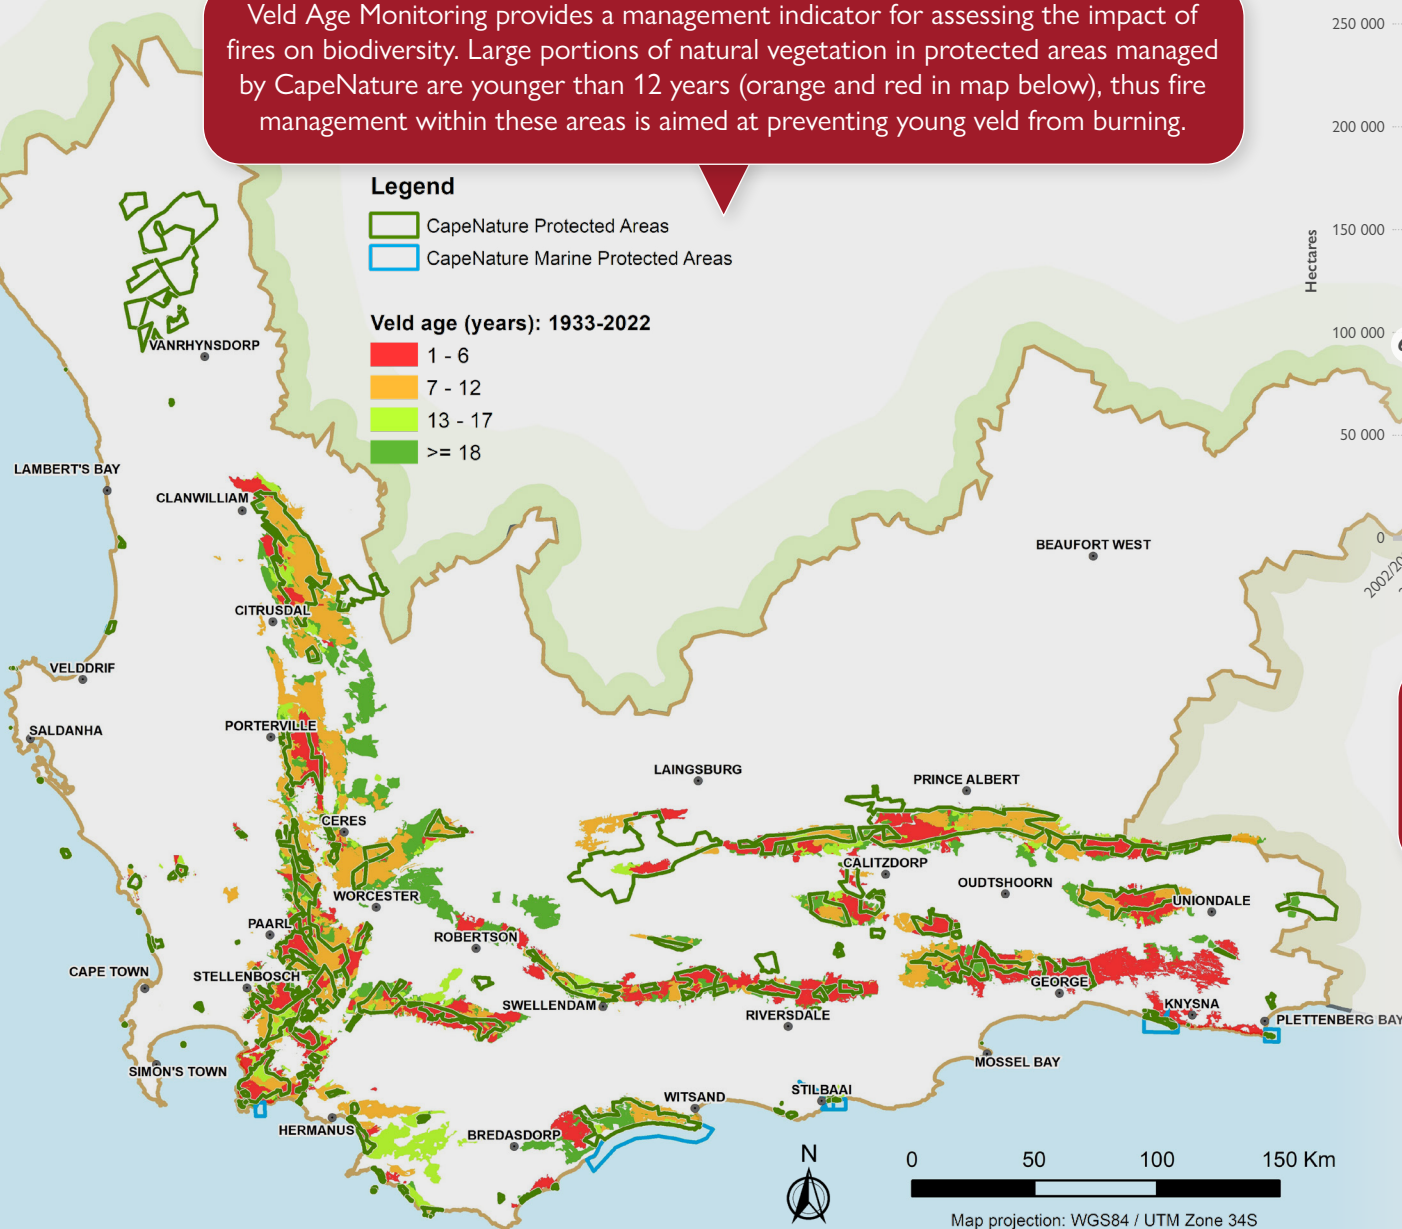 Veld Age Monitoring provides a management indicator for assessing the impact of
fires on biodiversity. Large portions of natural vegetation in protected areas managed
by CapeNature are younger than 12 years (orange and red in map below), thus fire
management within these areas is aimed at preventing young veld from burning.
250 000
200 000
150 000
100 000
50 000
0
Hectares
Legend
CapeNature Protected Areas
CapeNature Marine Protected Areas
Veld age (years): 1933-2022
1 - 6
7 - 12
13 - 17
>= 18
VANRHYNSDORP
LAMBERT'S BAY
CLANWILLIAM
BEAUFORT WEST
CITRUSDAL
VELDDRIF
SALDANHA
PORTERVILLE
LAINGSBURG
PRINCE ALBERT
CERES
CALITZDORP
OUDTSHOORN
WORCESTER
UNIONDALE
PAARL
ROBERTSON
CAPE TOWN
STELLENBOSCH
GEORGE
SWELLENDAM
KNYSNA
RIVERSDALE
PLETTENBERG BAY
MOSSEL BAY
SIMON'S TOWN
STILBAAI
WITSAND
HERMANUS
BREDASDORP
N
0 50 100 150 Km
Map projection: WGS84 / UTM Zone 34S